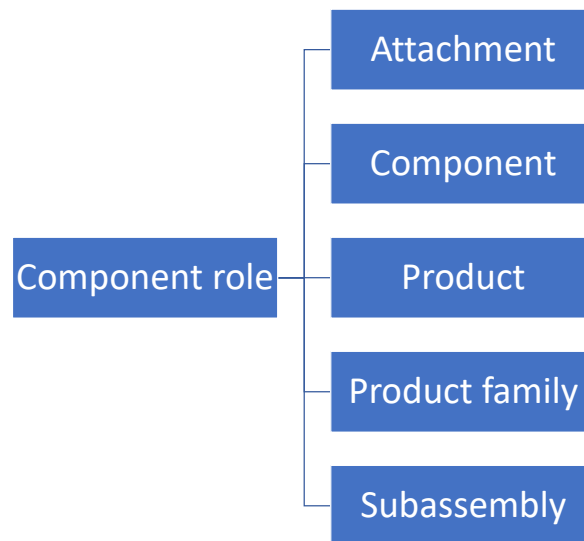 Attachment
Component
Component role
Product
Product family
Subassembly